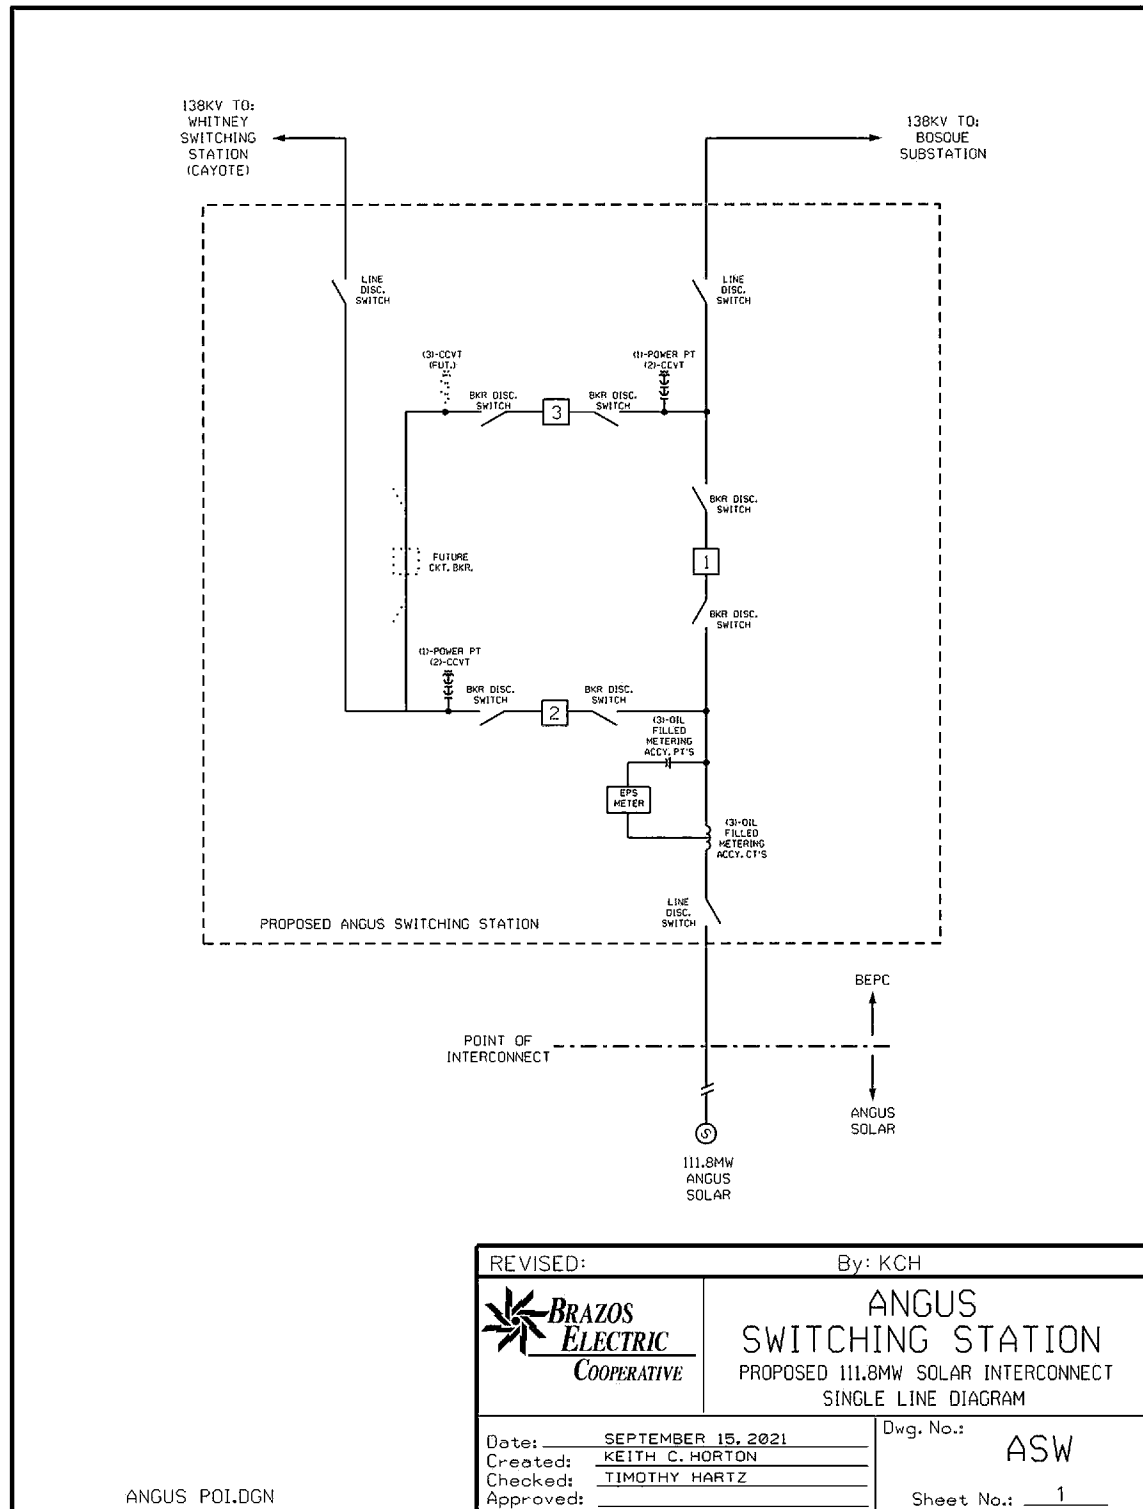 138KV TO:
WHITNEY
SWITCHING
STATION
(CAYOTE)
138KV TO:
BOSQUE
SUBSTATION
LINE
DISC.
SWITCH
LINE
DISC.
SWITCH
(3)-CCVT
(FUT.)
(1)-POWER PT
(2)-CCVT
BKR DISC.
SWITCH
3
BKR DISC.
SWITCH
BKR DISC.
SWITCH
FUTURE
CKT. BKR.
1
BKR DISC.
SWITCH
(1)-POWER PT
(2)-CCVT
BKR DISC.
SWITCH
2
BKR DISC.
SWITCH
(3)-OIL
FILLED
METERING
ACCY. PT'S
EPS
METER
(3)-OIL
FILLED
METERING
ACCY. CT'S
LINE
DISC.
SWITCH
PROPOSED ANGUS SWITCHING STATION
BEPC
POINT OF
INTERCONNECT
ANGUS
SOLAR
S
111.8MW
ANGUS
SOLAR
REVISED: By: KCH
BRAZOS
ELECTRIC
COOPERATIVE
ANGUS
SWITCHING STATION
PROPOSED 111.8MW SOLAR INTERCONNECT
SINGLE LINE DIAGRAM
Date: SEPTEMBER 15, 2021
Created: KEITH C. HORTON
Checked: TIMOTHY HARTZ
Approved:
Dwg. No.:
ASW
Sheet No.: 1
ANGUS POI.DGN